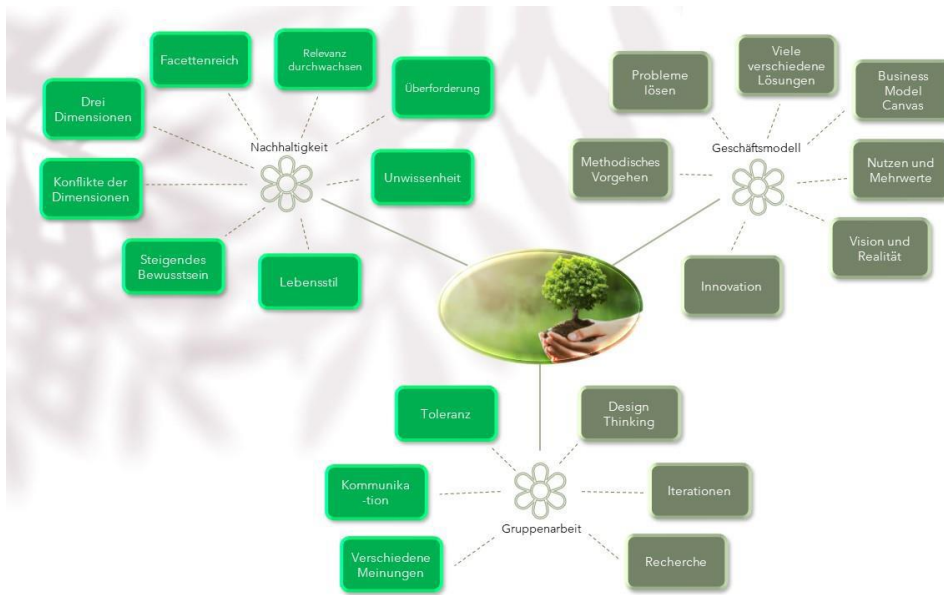 Facettenreich
Relevanz
durchwachsen
Überforderung
Drei
Dimensionen
Nachhaltigkeit
Konflikte der
Dimensionen
Unwissenheit
Steigendes
Bewusstsein
Lebensstil
Probleme
lösen
Viele
verschiedene
Lösungen
Business
Model
Canvas
Geschäftsmodell
Methodisches
Vorgehen
Nutzen und
Mehrwerte
Vision und
Realität
Innovation
Toleranz
Design
Thinking
Kommunika
-tion
Iterationen
Gruppenarbeit
Verschiedene
Meinungen
Recherche